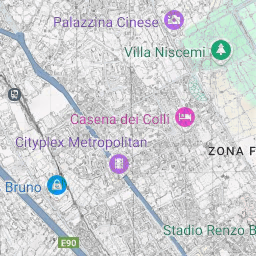 Palazzina Cinese
Villa Niscemi
Casena dei Colli
Cityplex Metropolitan
ZONA F
Bruno
Stadio Renzo B
E90